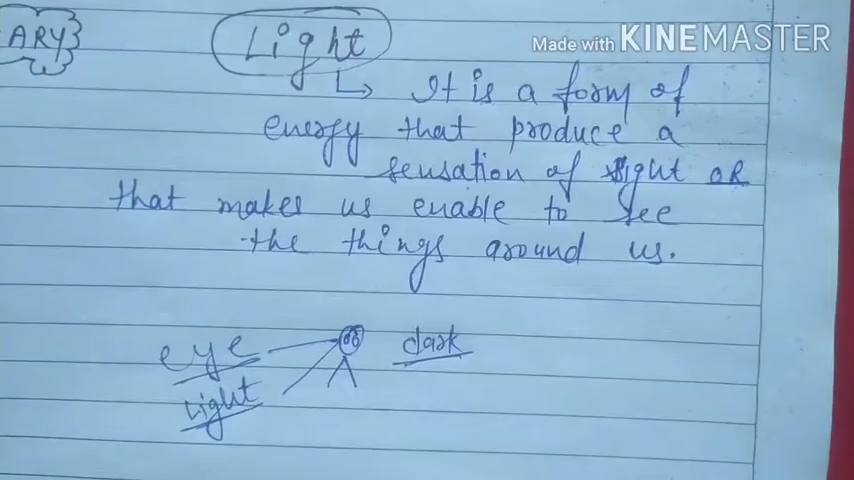 ARY
Light
Made with KINEMASTER
It is a form of
energy that produce a
sensation of sight OR
that makes us enable to see
the things around us.
eye
dark
Light